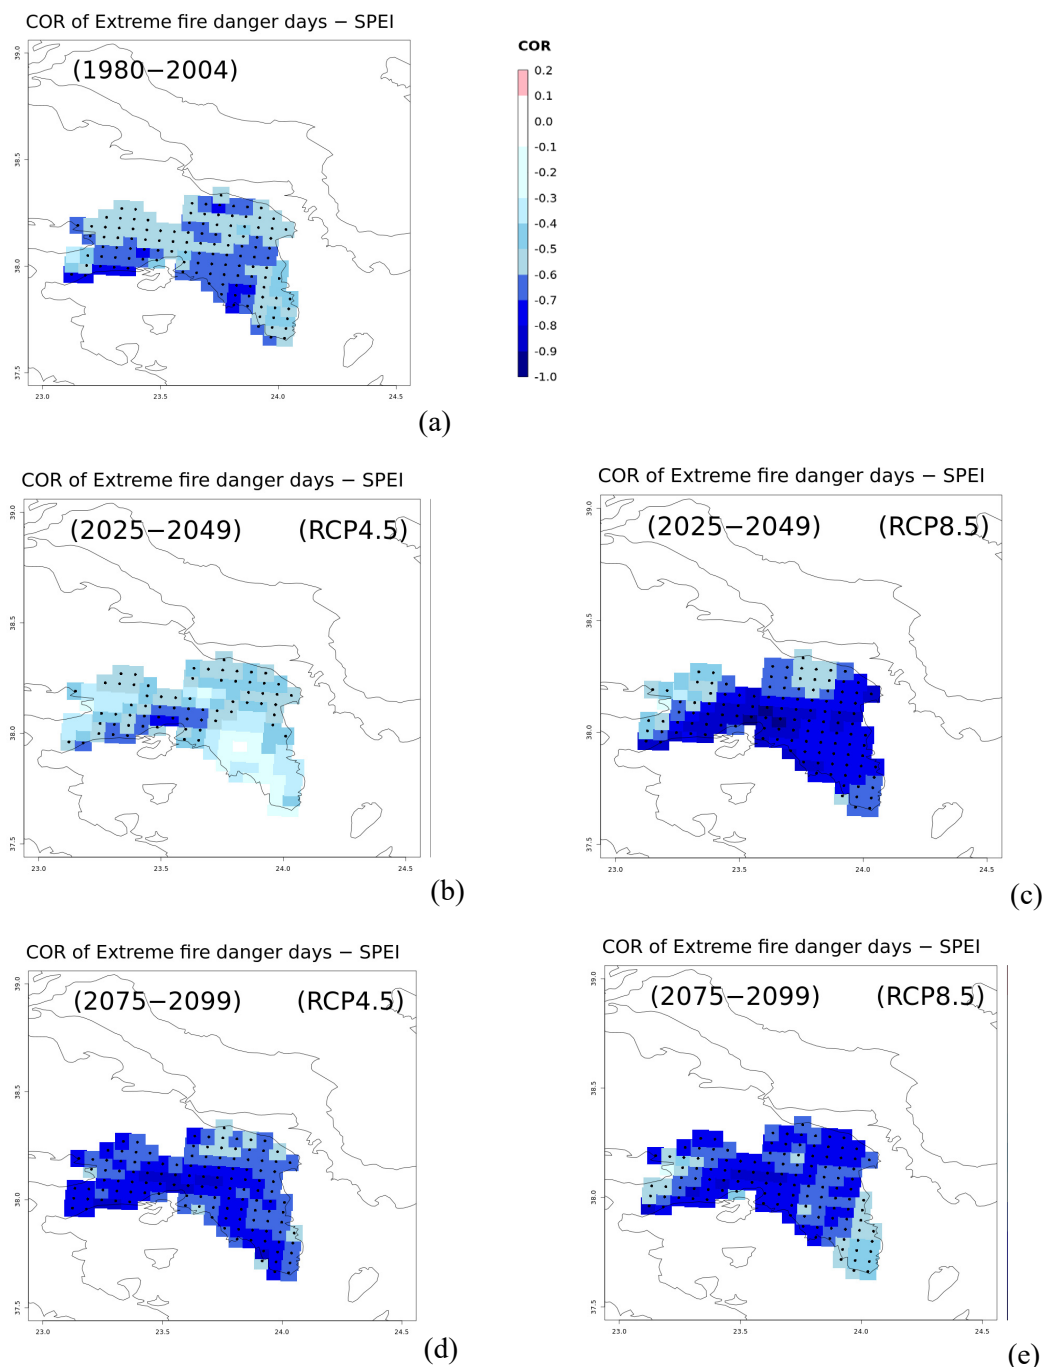 COR of Extreme fire danger days − SPEI
(1980−2004)
39.0
38.5
38.0
37.5
23.0 23.5 24.0 24.5
(a)
COR
0.2
0.1
0.0
-0.1
-0.2
-0.3
-0.4
-0.5
-0.6
-0.7
-0.8
-0.9
-1.0
COR of Extreme fire danger days − SPEI
(2025−2049) (RCP4.5)
39.0
38.5
38.0
37.5
23.0 23.5 24.0 24.5
(b)
COR of Extreme fire danger days − SPEI
(2025−2049) (RCP8.5)
39.0
38.5
38.0
37.5
23.0 23.5 24.0 24.5
(c)
COR of Extreme fire danger days − SPEI
(2075−2099) (RCP4.5)
39.0
38.5
38.0
37.5
23.0 23.5 24.0 24.5
(d)
COR of Extreme fire danger days − SPEI
(2075−2099) (RCP8.5)
39.0
38.5
38.0
37.5
23.0 23.5 24.0 24.5
(e)